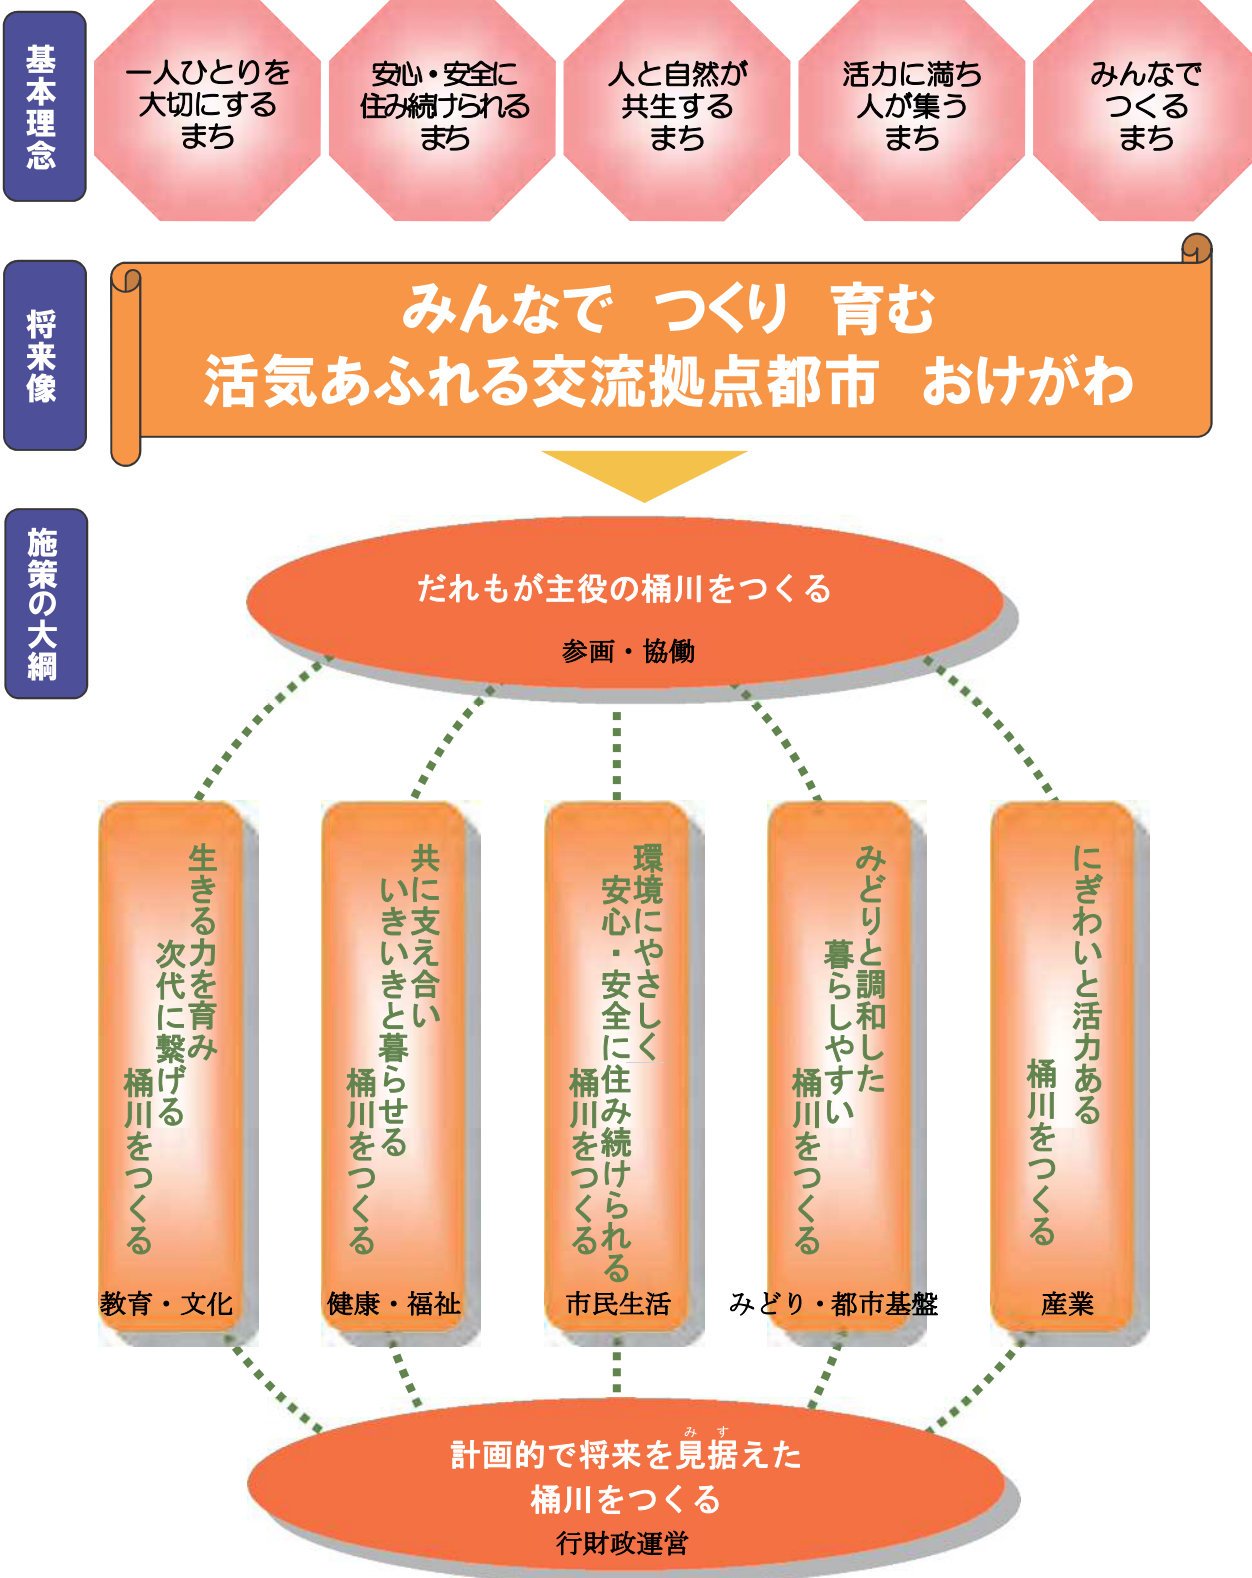 基本理念
一人ひとりを
大切にする
まち
安心・安全に
住み続けられる
まち
人と自然が
共生する
まち
活力に満ち
人が集う
まち
みんなで
つくる
まち
将来像
みんなで　つくり　育む
活気あふれる交流拠点都市　おけがわ
施策の大綱
だれもが主役の桶川をつくる
参画・協働
生きる力を育み
次代に繋げる
桶川をつくる
教育・文化
共に支え合い
いきいきと暮らせる
桶川をつくる
健康・福祉
環境にやさしく
安心・安全に住み続けられる
桶川をつくる
市民生活
みどりと調和した
暮らしやすい
桶川をつくる
みどり・都市基盤
にぎわいと活力ある
桶川をつくる
産業
み す
計画的で将来を見据えた
桶川をつくる
行財政運営